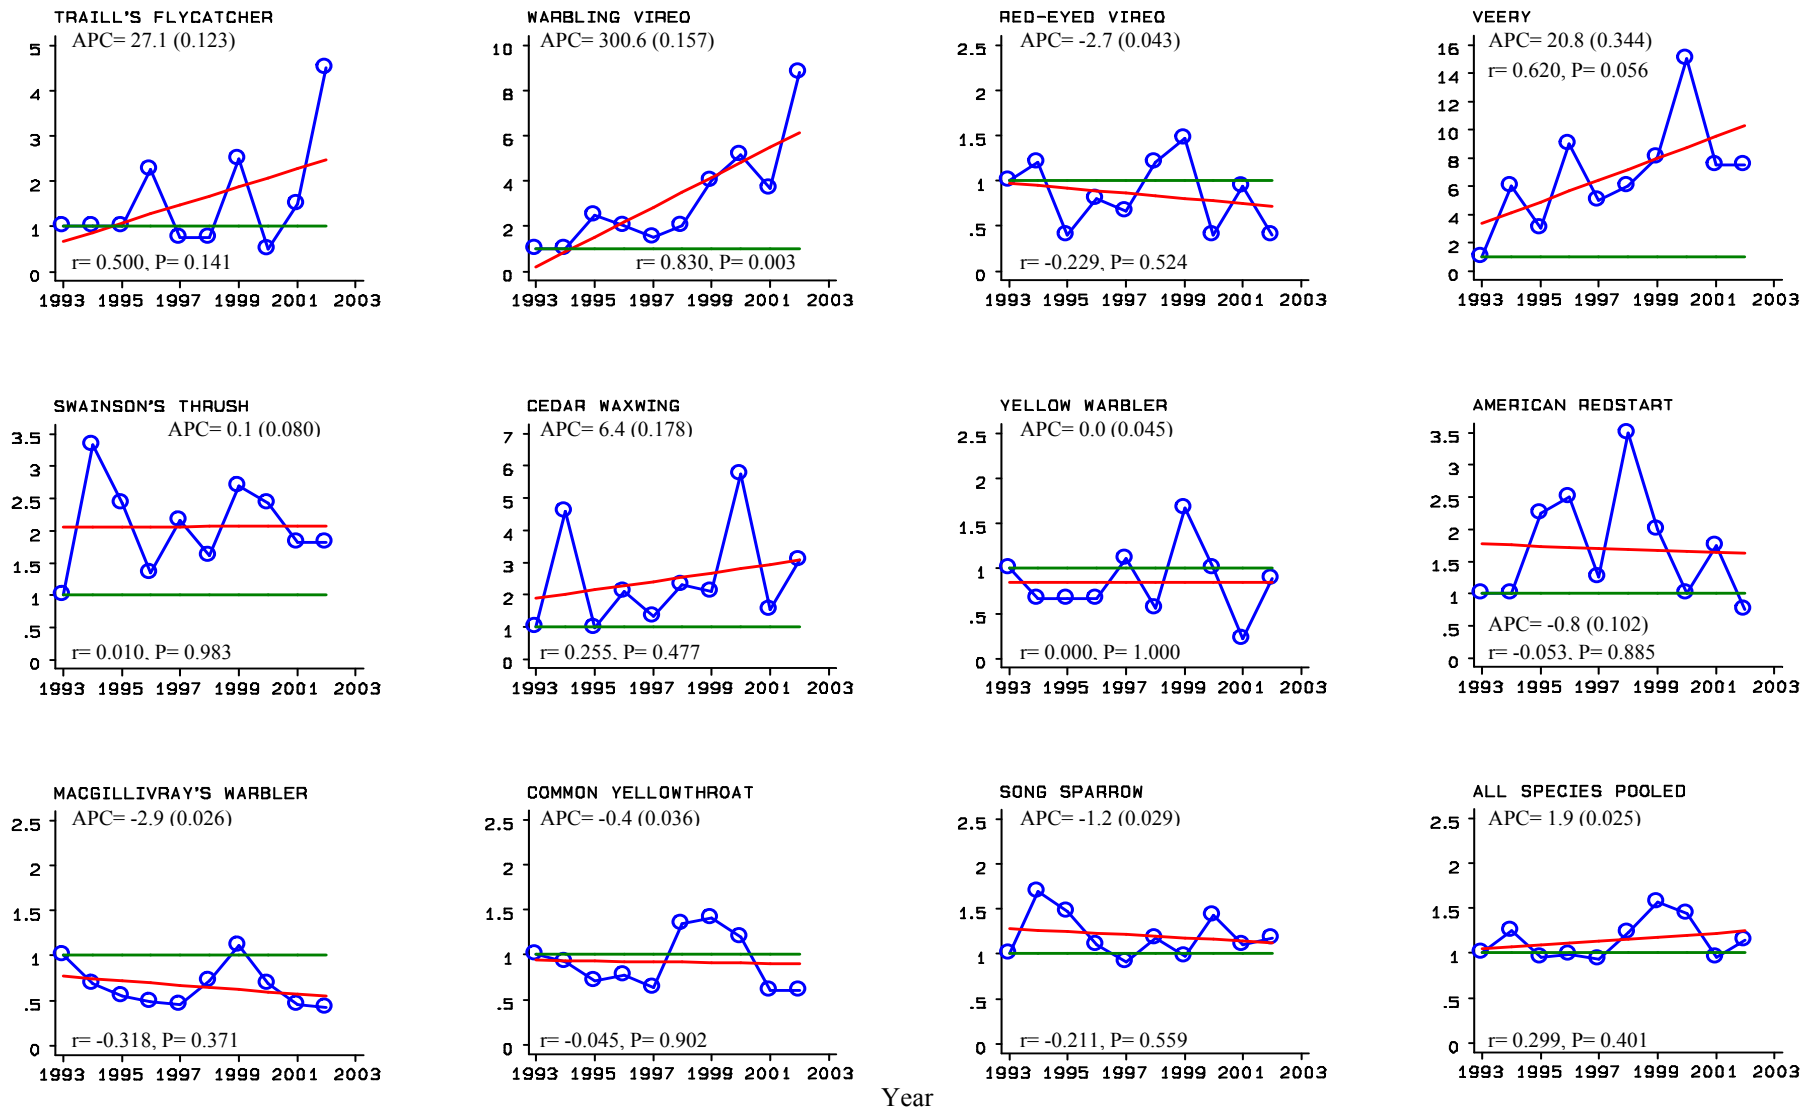 TRAILL'S FLYCATCHER
APC= 27.1 (0.123)
5
4
3
2
1
0
r= 0.500, P= 0.141
1993 1995 1997 1999 2001 2003
WARBLING VIREO
APC= 300.6 (0.157)
10
8
6
4
2
0
r= 0.830, P= 0.003
1993 1995 1997 1999 2001 2003
RED-EYED VIREO
APC= -2.7 (0.043)
2.5
2
1.5
1
.5
0
r= -0.229, P= 0.524
1993 1995 1997 1999 2001 2003
VEERY
APC= 20.8 (0.344)
r= 0.620, P= 0.056
16
14
12
10
8
6
4
2
0
1993 1995 1997 1999 2001 2003
SWAINSON'S THRUSH
APC= 0.1 (0.080)
3.5
3
2.5
2
1.5
1
.5
0
r= 0.010, P= 0.983
1993 1995 1997 1999 2001 2003
CEDAR WAXWING
APC= 6.4 (0.178)
7
6
5
4
3
2
1
0
r= 0.255, P= 0.477
1993 1995 1997 1999 2001 2003
YELLOW WARBLER
APC= 0.0 (0.045)
2.5
2
1.5
1
.5
0
r= 0.000, P= 1.000
1993 1995 1997 1999 2001 2003
AMERICAN REDSTART
3.5
3
2.5
2
1.5
1
.5
0
APC= -0.8 (0.102)
r= -0.053, P= 0.885
1993 1995 1997 1999 2001 2003
MACGILLIVRAY'S WARBLER
APC= -2.9 (0.026)
2.5
2
1.5
1
.5
0
r= -0.318, P= 0.371
1993 1995 1997 1999 2001 2003
COMMON YELLOWTHROAT
APC= -0.4 (0.036)
2.5
2
1.5
1
.5
0
r= -0.045, P= 0.902
1993 1995 1997 1999 2001 2003
SONG SPARROW
APC= -1.2 (0.029)
2.5
2
1.5
1
.5
0
r= -0.211, P= 0.559
1993 1995 1997 1999 2001 2003
ALL SPECIES POOLED
APC= 1.9 (0.025)
2.5
2
1.5
1
.5
0
r= 0.299, P= 0.401
1993 1995 1997 1999 2001 2003
Year